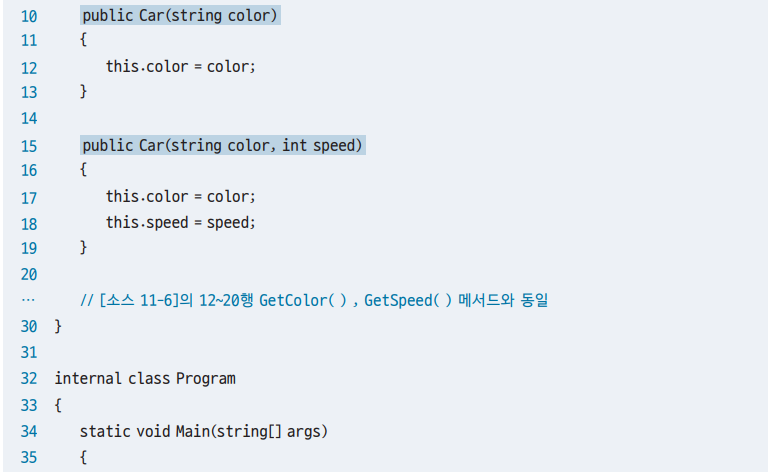 10 public Car(string color)
11 {
12 this.color = color;
13 }
14
15 public Car(string color, int speed)
16 {
17 this.color = color;
18 this.speed = speed;
19 }
20
… // [소스 11-6]의 12~20행 GetColor( ), GetSpeed( ) 메서드와 동일
30 }
31
32 internal class Program
33 {
34 static void Main(string[] args)
35 {